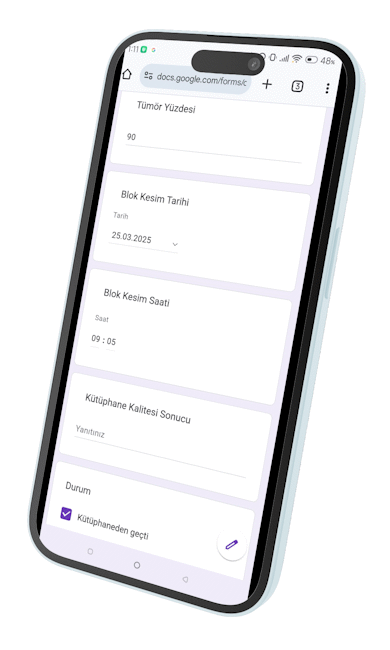 1:11
48%
docs.google.com/forms/
3
Tümör Yüzdesi
90
Blok Kesim Tarihi
Tarih
25.03.2025
Blok Kesim Saati
Saat
09 : 05
Kütüphane Kalitesi Sonucu
Yanıtınız
Durum
Kütüphaneden geçti